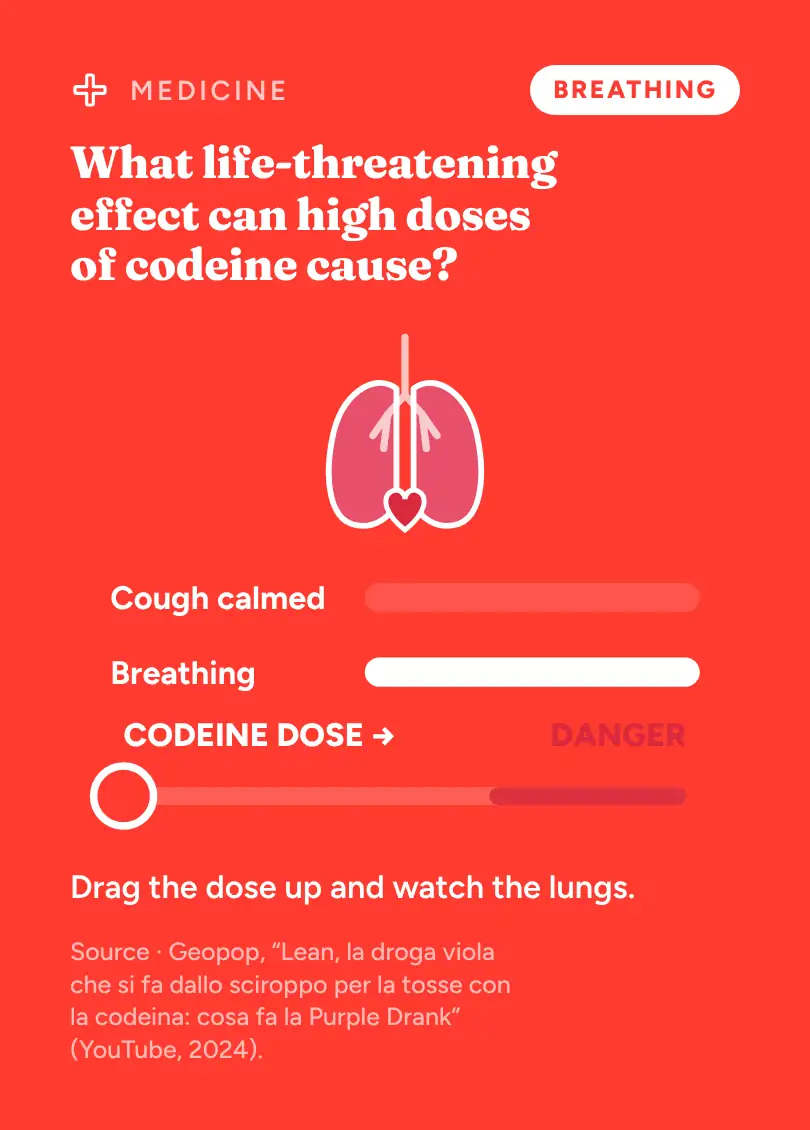 MEDICINE
BREATHING
What life-threatening
effect can high doses
of codeine cause?
Cough calmed
Breathing
CODEINE DOSE →
DANGER
Drag the dose up and watch the lungs.
Source · Geopop, “Lean, la droga viola
che si fa dallo sciroppo per la tosse con
la codeina: cosa fa la Purple Drank”
(YouTube, 2024).